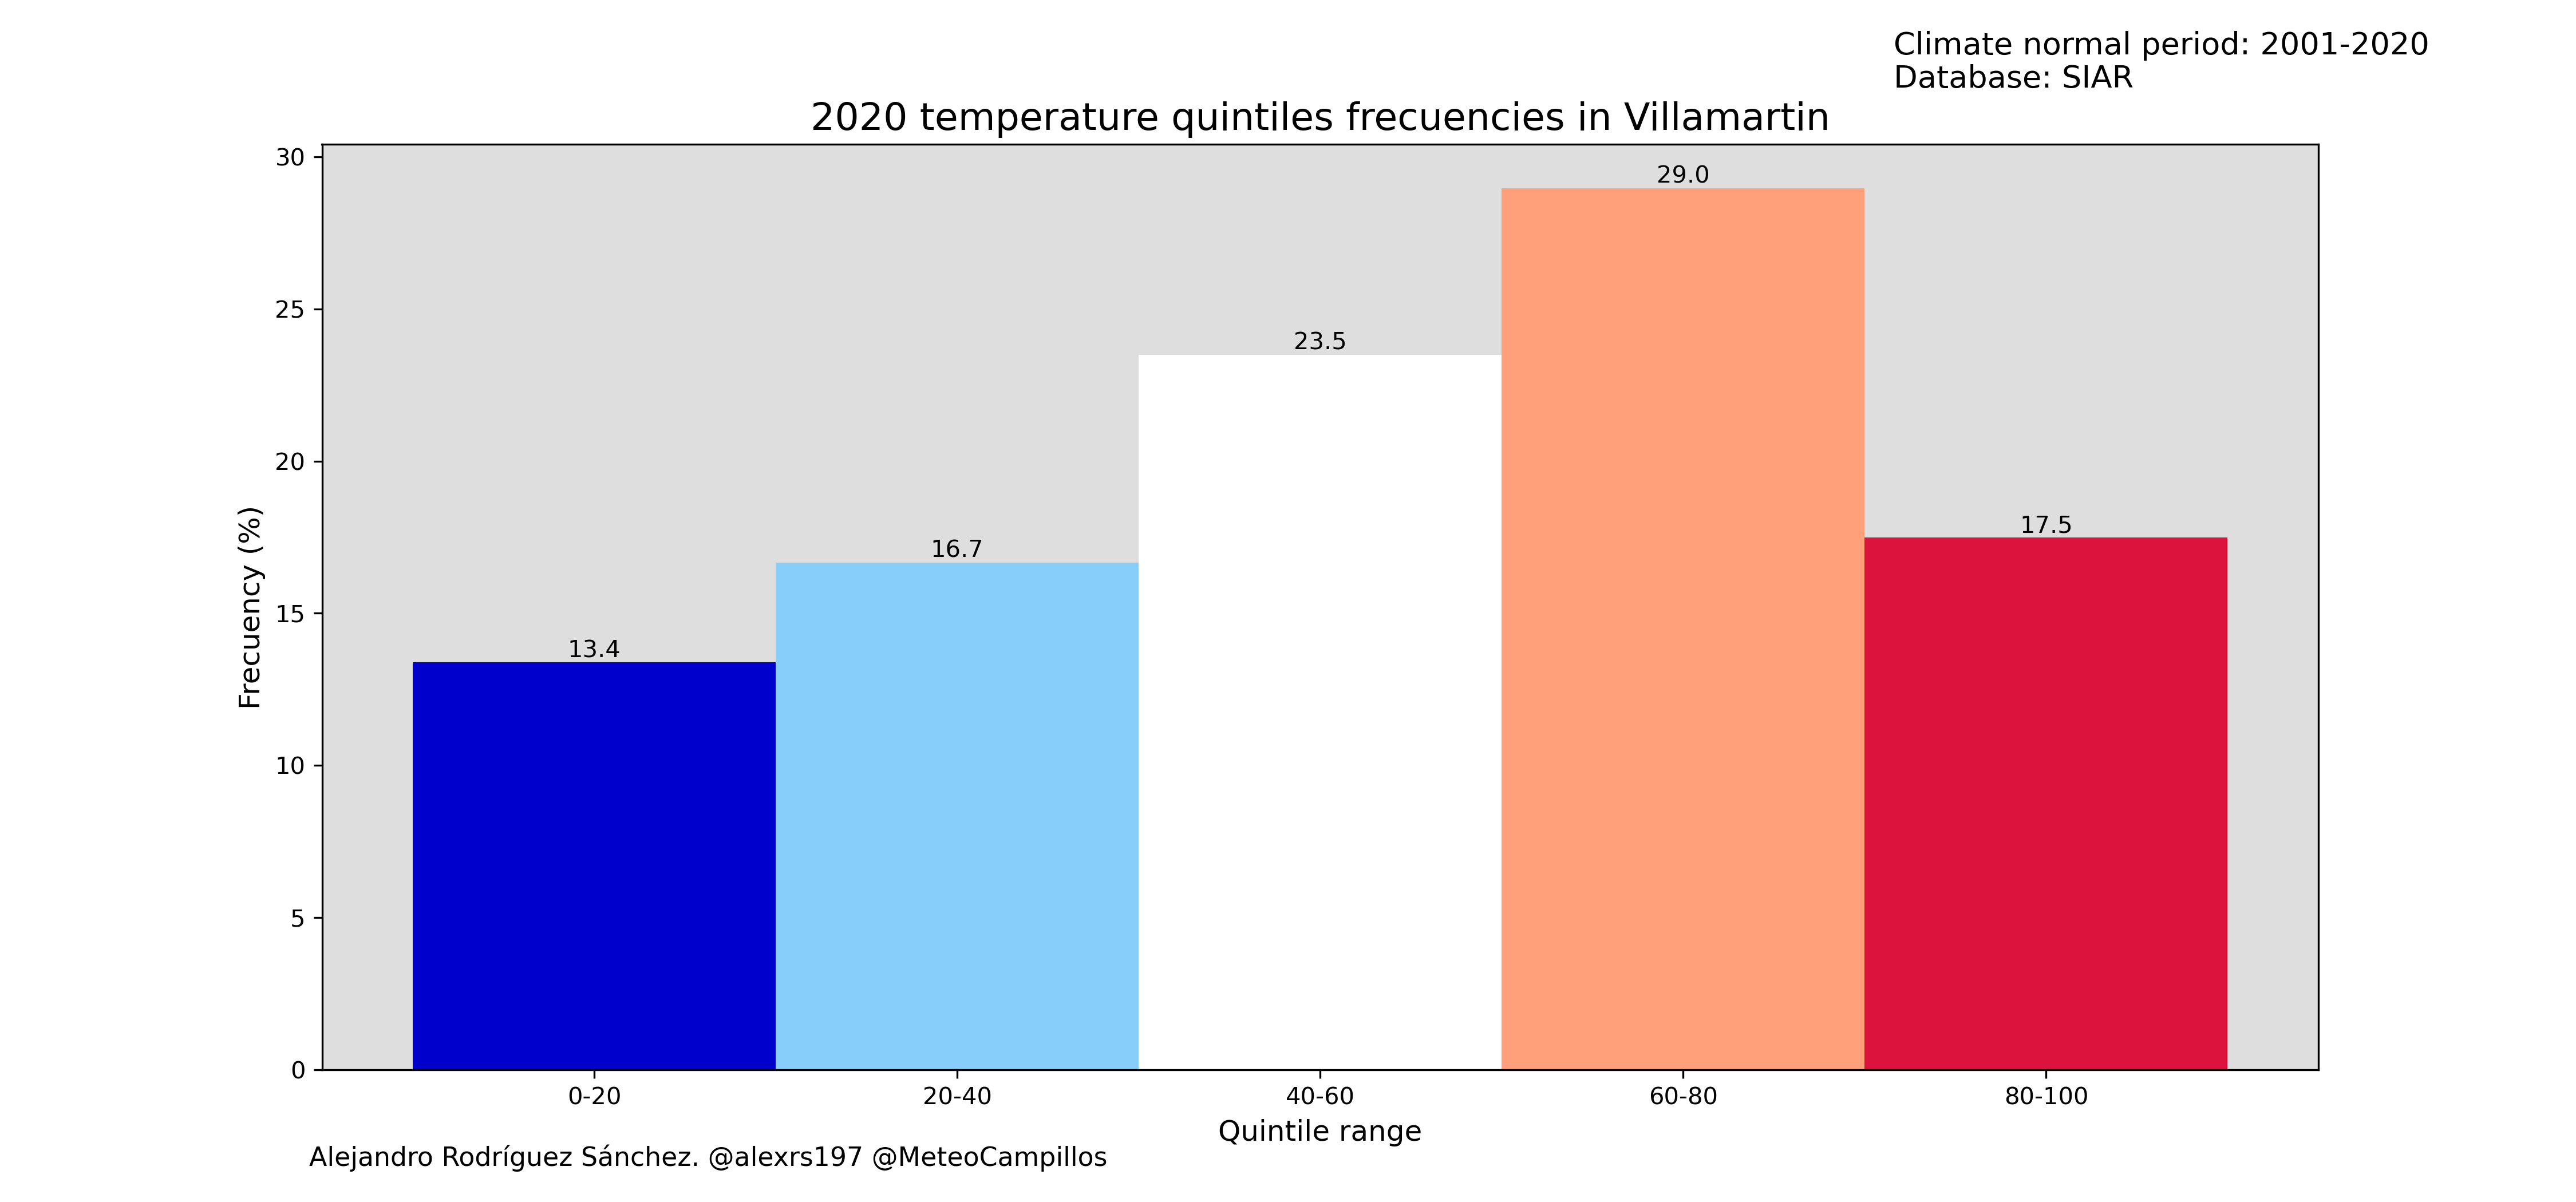 Climate normal period: 2001-2020
Database: SIAR
2020 temperature quintiles frecuencies in Villamartin
30
25
20
15
10
5
0
Frecuency (%)
13.4
16.7
23.5
29.0
17.5
0-20
20-40
40-60
60-80
80-100
Quintile range
Alejandro Rodríguez Sánchez. @alexrs197 @MeteoCampillos